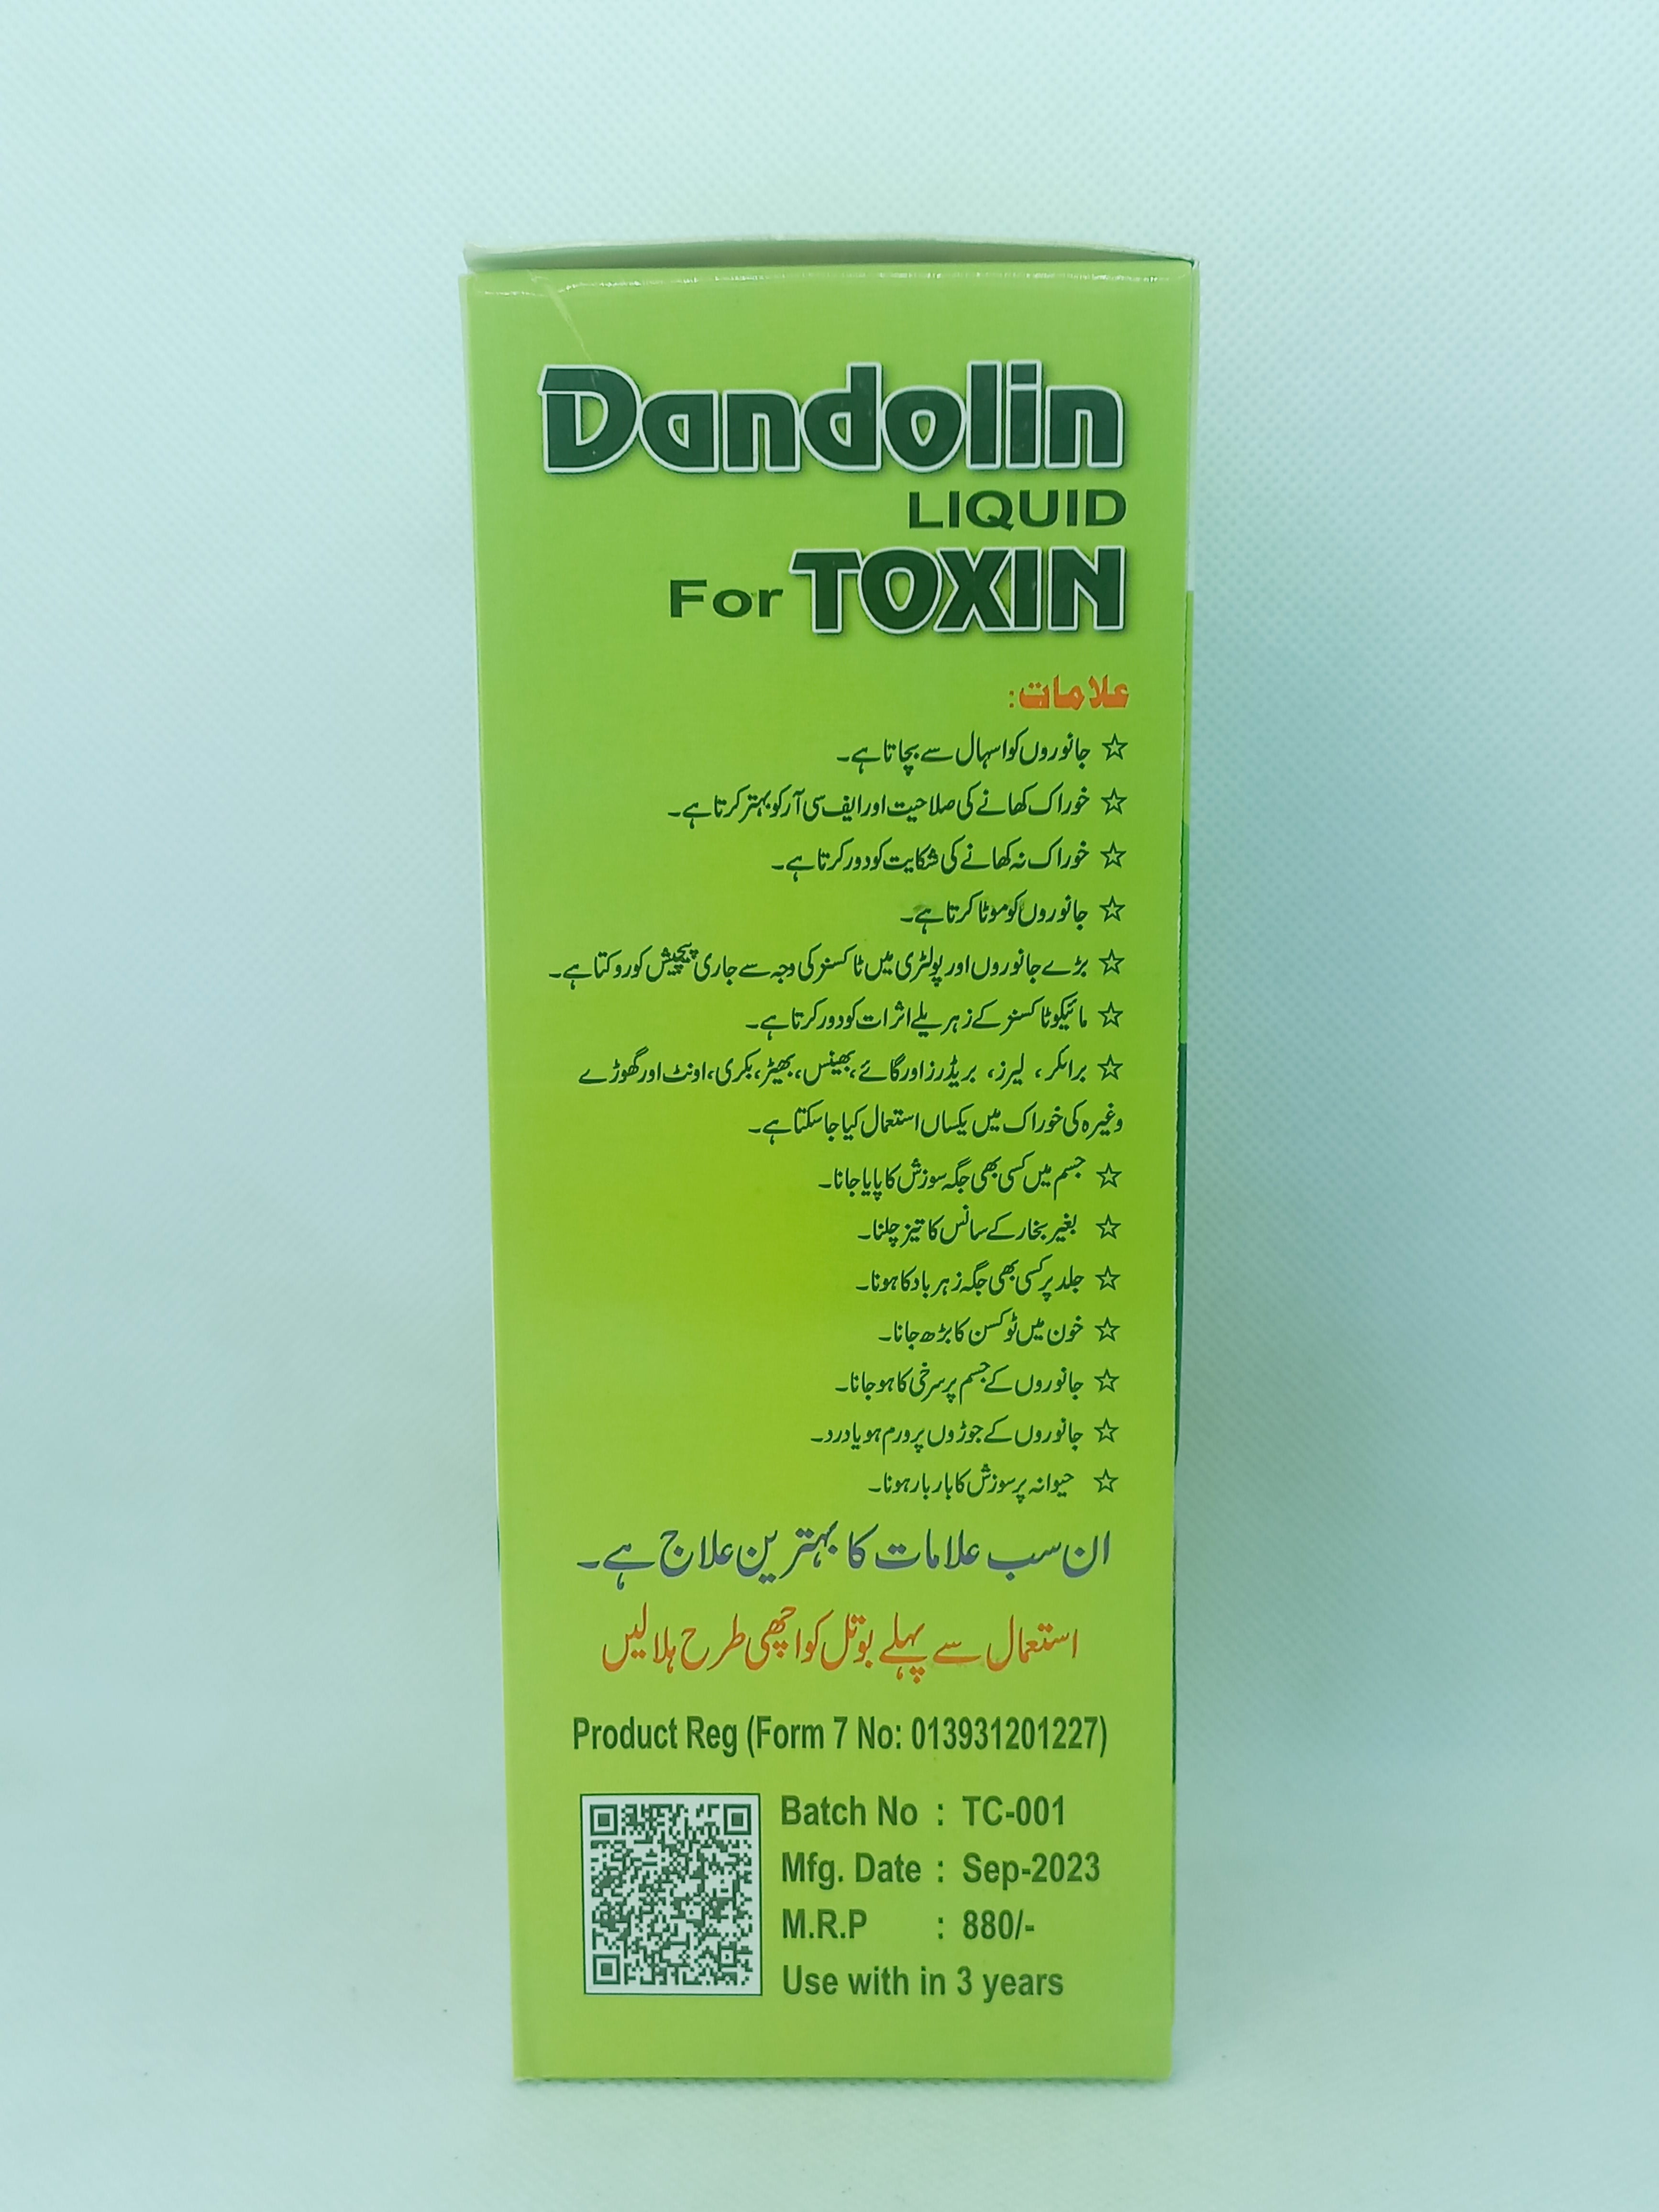 Dandolin
LIQUID
For TOXIN
علامات:
☆ جانوروں کو اسہال سے بچاتا ہے۔
☆ خوراک کھانے کی صلاحیت اور ایف سی آر کو بہتر کرتا ہے۔
☆ خوراک نہ کھانے کی شکایت کو دور کرتا ہے۔
☆ جانوروں کو موٹا کرتا ہے۔
☆ بڑے جانوروں اور پولٹری میں ٹاکسنز کی وجہ سے جاری پیچیش کو روکتا ہے۔
☆ مائیکوٹاکسنز کے زہریلے اثرات کو دور کرتا ہے۔
☆ برائلر، لیرز، بریڈرز اور گائے، بھینس، بھیڑ، بکری، اونٹ اور گھوڑے
وغیرہ کی خوراک میں یکساں استعمال کیا جا سکتا ہے۔
☆ جسم میں کسی بھی جگہ سوزش کا پایا جانا۔
☆ بغیر بخار کے سانس کا تیز چلنا۔
☆ جلد پر کسی بھی جگہ زہر باد کا ہونا۔
☆ خون میں ٹوکسن کا بڑھ جانا۔
☆ جانوروں کے جسم پر سرخی کا ہو جانا۔
☆ جانوروں کے جوڑوں پر ورم ہو یا درد۔
☆ حیوانہ پر سوزش کا بار بار ہونا۔
ان سب علامات کا بہترین علاج ہے۔
استعمال سے پہلے بوتل کو اچھی طرح ہلا لیں
Product Reg (Form 7 No: 013931201227)
Batch No : TC-001
Mfg. Date : Sep-2023
M.R.P : 880/-
Use with in 3 years